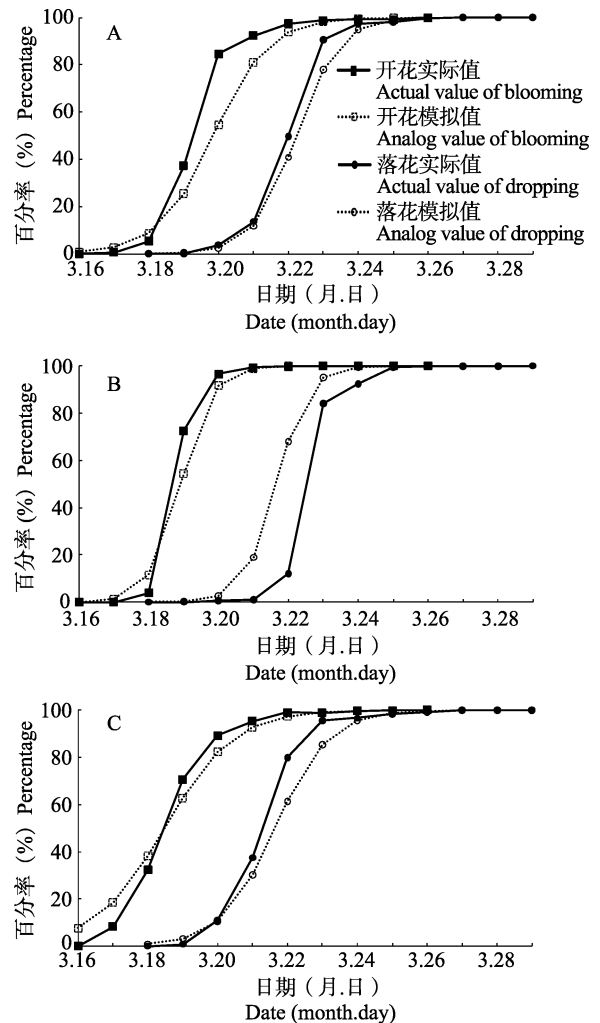 A
100
80
60
40
20
0
百分率（%）Percentage
开花实际值
Actual value of blooming
开花模拟值
Analog value of blooming
落花实际值
Actual value of dropping
落花模拟值
Analog value of dropping
3.16 3.18 3.20 3.22 3.24 3.26 3.28
日期（月.日）
Date (month.day)
B
100
80
60
40
20
0
百分率(%）Percentage
3.16 3.18 3.20 3.22 3.24 3.26 3.28
日期（月.日）
Date (month.day)
C
100
80
60
40
20
0
百分率（%）Percentage
3.16 3.18 3.20 3.22 3.24 3.26 3.28
日期（月.日）
Date (month.day)